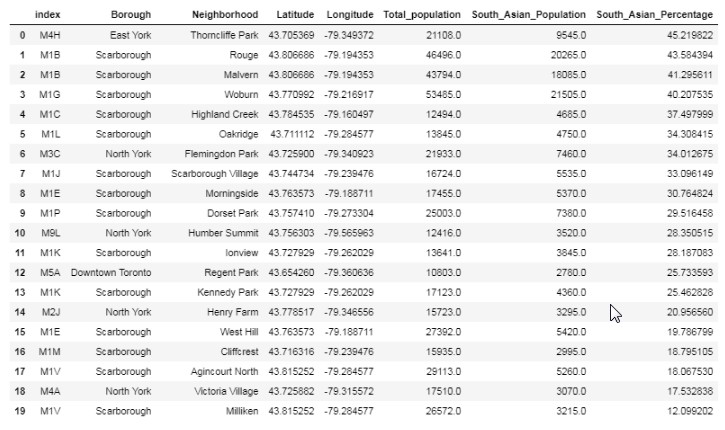 index Borough Neighborhood Latitude Longitude Total_population South_Asian_Population South_Asian_Percentage
0 M4H East York Thorncliffe Park 43.705369 -79.349372 21108.0 9545.0 45.219822
1 M1B Scarborough Rouge 43.806686 -79.194353 46496.0 20265.0 43.584394
2 M1B Scarborough Malvern 43.806686 -79.194353 43794.0 18085.0 41.295611
3 M1G Scarborough Woburn 43.770992 -79.216917 53485.0 21505.0 40.207535
4 M1C Scarborough Highland Creek 43.784535 -79.160497 12494.0 4685.0 37.497999
5 M1L Scarborough Oakridge 43.711112 -79.284577 13845.0 4750.0 34.308415
6 M3C North York Flemingdon Park 43.725900 -79.340923 21933.0 7460.0 34.012675
7 M1J Scarborough Scarborough Village 43.744734 -79.239476 16724.0 5535.0 33.096149
8 M1E Scarborough Morningside 43.763573 -79.188711 17455.0 5370.0 30.764824
9 M1P Scarborough Dorset Park 43.757410 -79.273304 25003.0 7380.0 29.516458
10 M9L North York Humber Summit 43.756303 -79.565963 12416.0 3520.0 28.350515
11 M1K Scarborough Ionview 43.727929 -79.262029 13641.0 3845.0 28.187083
12 M5A Downtown Toronto Regent Park 43.654260 -79.360636 10803.0 2780.0 25.733593
13 M1K Scarborough Kennedy Park 43.727929 -79.262029 17123.0 4360.0 25.462828
14 M2J North York Henry Farm 43.778517 -79.346556 15723.0 3295.0 20.956560
15 M1E Scarborough West Hill 43.763573 -79.188711 27392.0 5420.0 19.786799
16 M1M Scarborough Cliffcrest 43.716316 -79.239476 15935.0 2995.0 18.795105
17 M1V Scarborough Agincourt North 43.815252 -79.284577 29113.0 5260.0 18.067530
18 M4A North York Victoria Village 43.725882 -79.315572 17510.0 3070.0 17.532838
19 M1V Scarborough Milliken 43.815252 -79.284577 26572.0 3215.0 12.099202